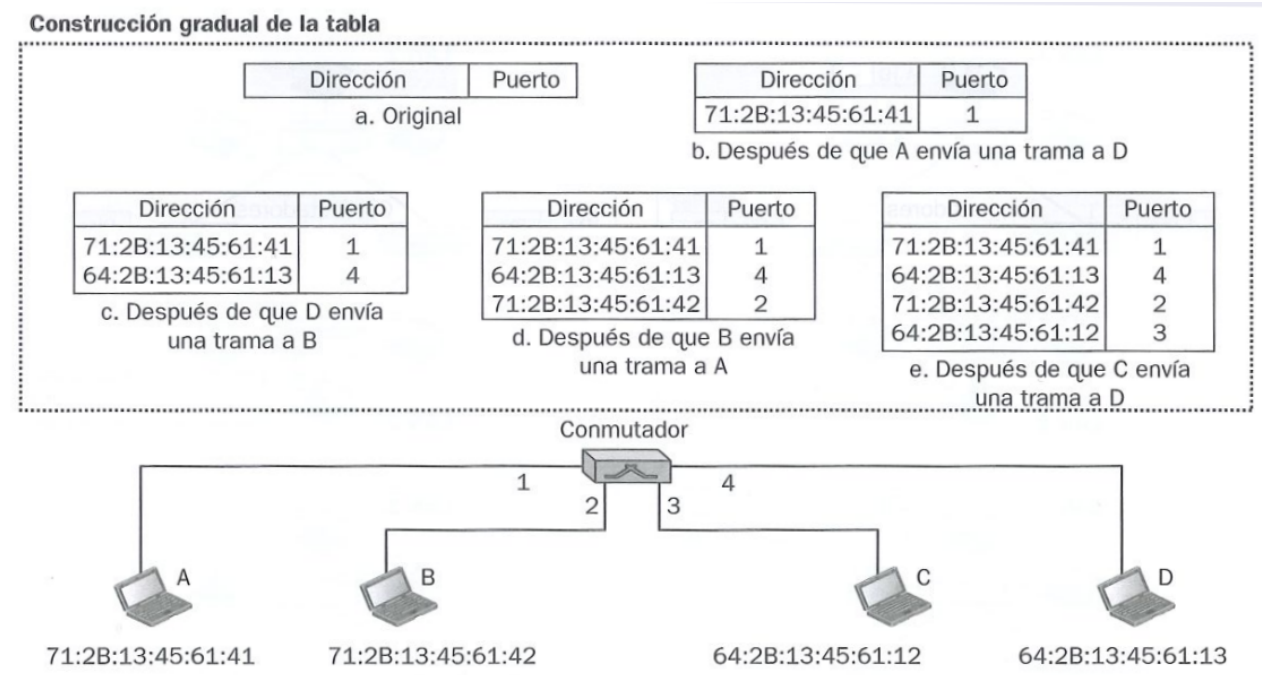 Construcción gradual de la tabla
Dirección Puerto
a. Original
Dirección Puerto
71:2B:13:45:61:41 1
b. Después de que A envía una trama a D
Dirección Puerto
71:2B:13:45:61:41 1
64:2B:13:45:61:13 4
c. Después de que D envía
una trama a B
Dirección Puerto
71:2B:13:45:61:41 1
64:2B:13:45:61:13 4
71:2B:13:45:61:42 2
d. Después de que B envía
una trama a A
Dirección Puerto
71:2B:13:45:61:41 1
64:2B:13:45:61:13 4
71:2B:13:45:61:42 2
64:2B:13:45:61:12 3
e. Después de que C envía
una trama a D
Conmutador
1
2
3
4
A
B
C
D
71:2B:13:45:61:41
71:2B:13:45:61:42
64:2B:13:45:61:12
64:2B:13:45:61:13